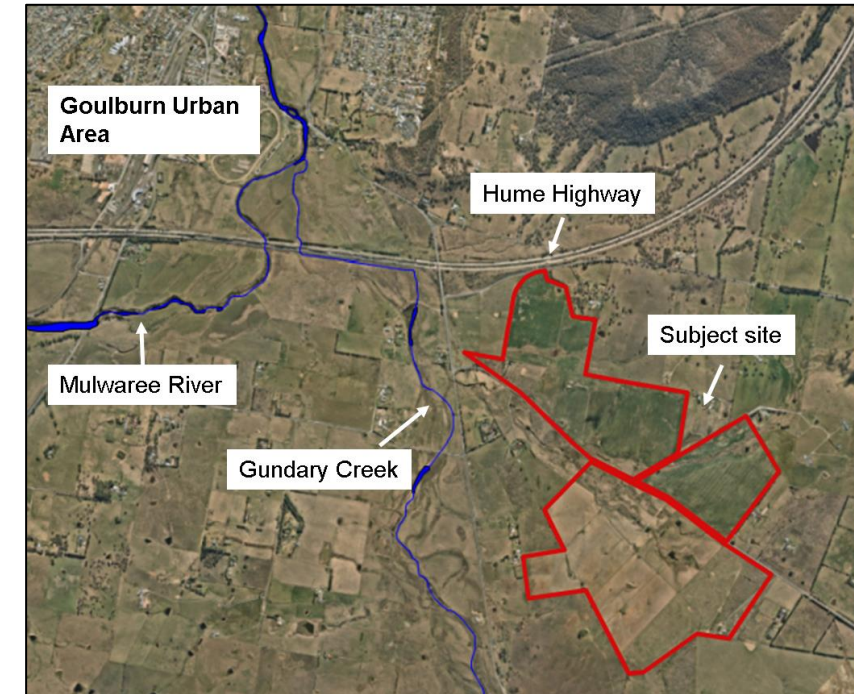 Goulburn Urban
Area
Hume Highway
Subject site
Mulwaree River
Gundary Creek